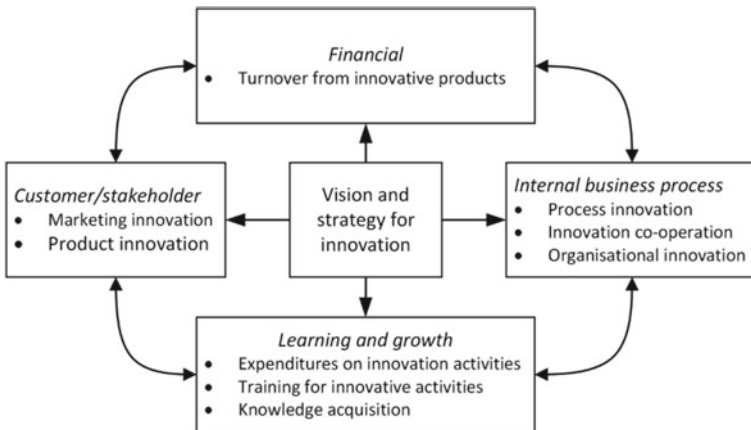 Financial
• Turnover from innovative products
Customer/stakeholder
• Marketing innovation
• Product innovation
Vision and
strategy for
innovation
Internal business process
• Process innovation
• Innovation co-operation
• Organisational innovation
Learning and growth
• Expenditures on innovation activities
• Training for innovative activities
• Knowledge acquisition